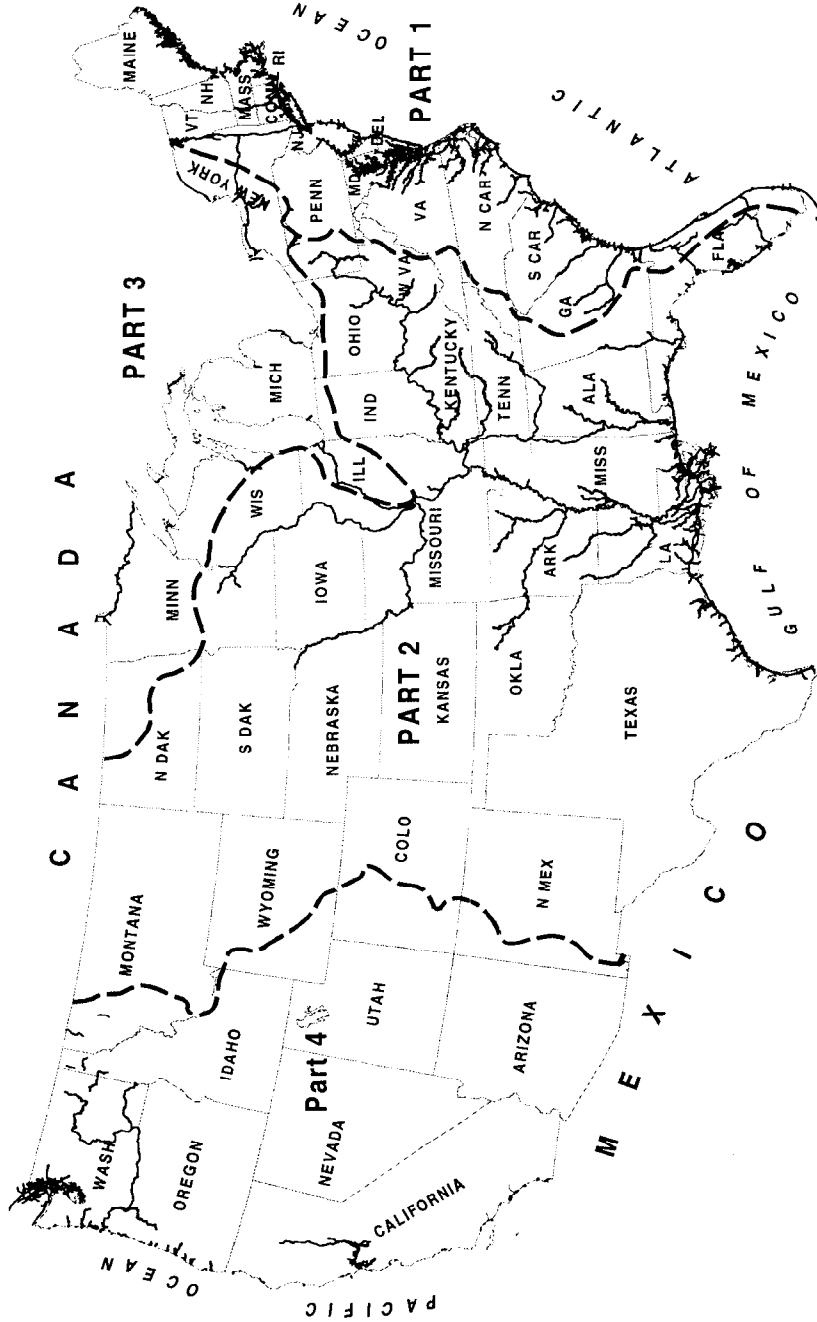 C A N A D A
PART 3
PART 1
PART 2
Part 4
WASH
OREGON
CALIFORNIA
NEVADA
IDAHO
MONTANA
WYOMING
UTAH
ARIZONA
COLO
N MEX
N DAK
S DAK
NEBRASKA
KANSAS
OKLA
TEXAS
MINN
IOWA
MISSOURI
ARK
LA
WIS
ILL
MICH
IND
OHIO
KENTUCKY
TENN
MISS
ALA
GA
FLA
S CAR
N CAR
VA
W VA
PENN
MD
DEL
NJ
NEW YORK
VT
NH
MAINE
MASS
CONN
RI
PACIFIC
OCEAN
ATLANTIC
OCEAN
GULF OF MEXICO
M E X I C O